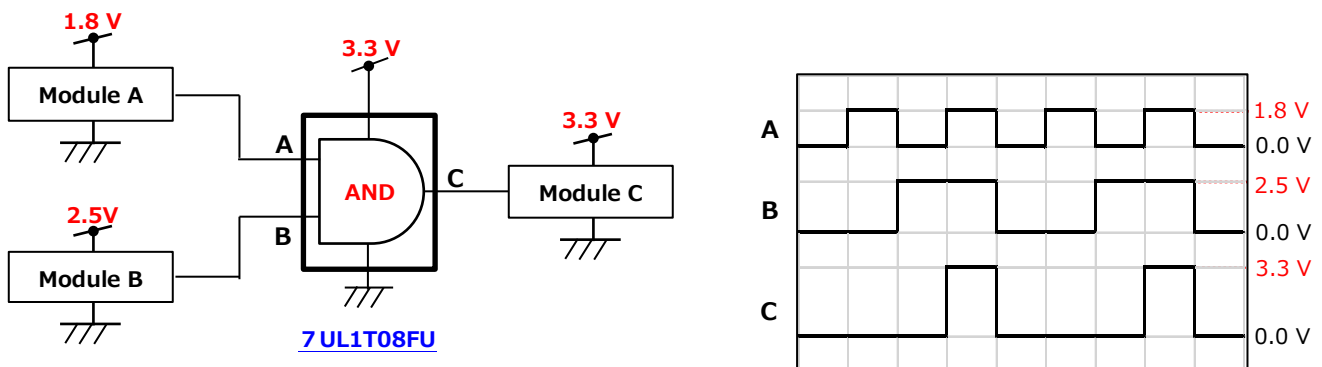 1.8 V
Module A
2.5V
Module B
3.3 V
A
B
AND
C
7UL1T08FU
3.3 V
Module C
A
1.8 V
0.0 V
B
2.5 V
0.0 V
C
3.3 V
0.0 V